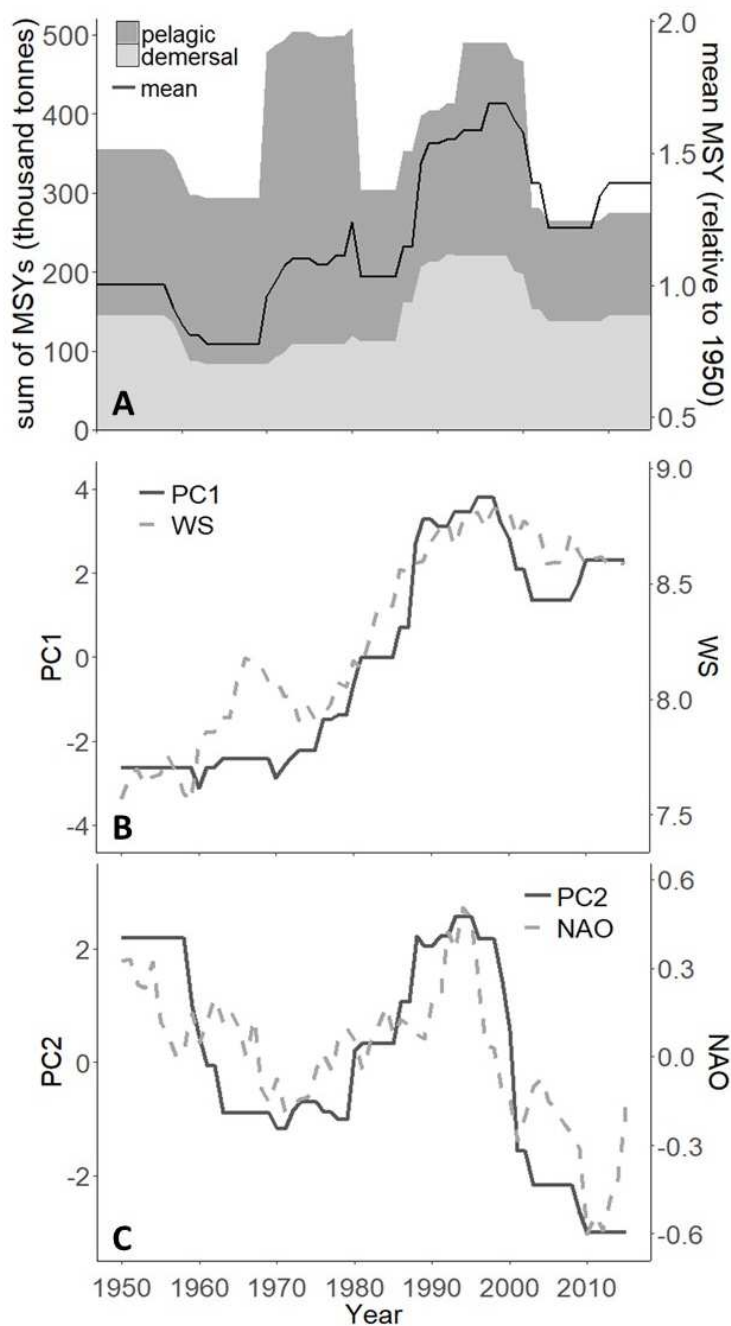 pelagic
demersal
mean
sum of MSYs (thousand tonnes)
500
400
300
200
100
0
mean MSY (relative to 1950)
2.0
1.5
1.0
0.5
A
PC1
WS
PC1
4
2
0
-2
-4
WS
9.0
8.5
8.0
7.5
B
PC2
NAO
PC2
2
0
-2
NAO
0.6
0.3
0.0
-0.3
-0.6
C
1950 1960 1970 1980 1990 2000 2010
Year